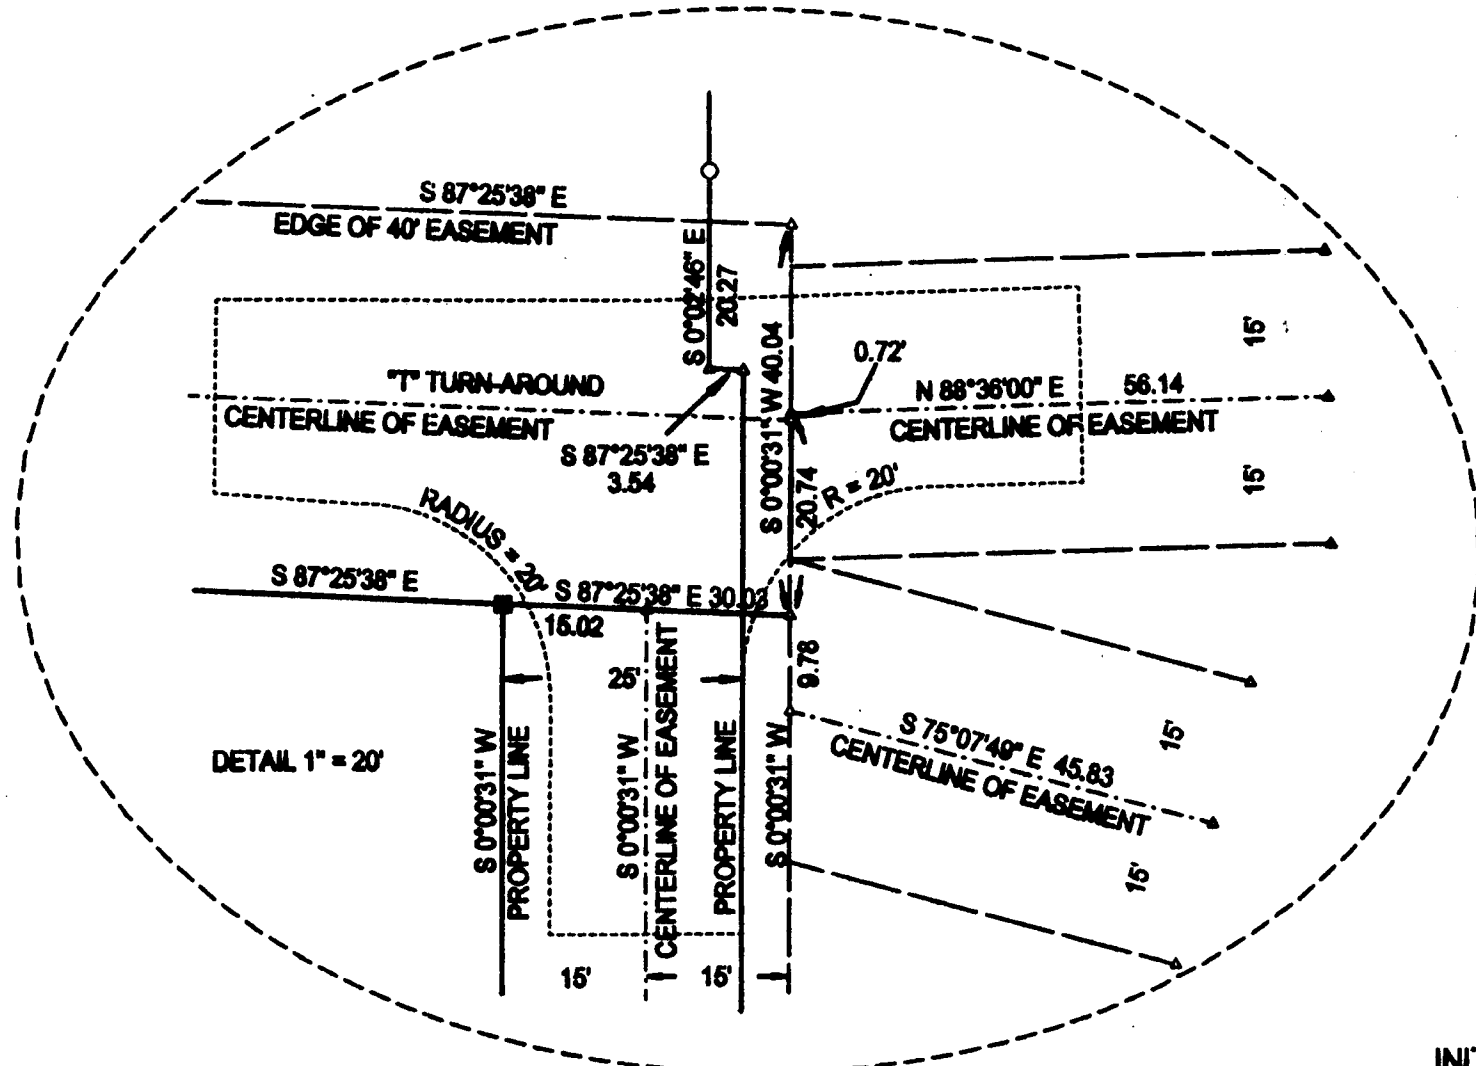 S 87°25'38" E
EDGE OF 40' EASEMENT
S 0°02'46" E
20.27
"T" TURN-AROUND
CENTERLINE OF EASEMENT
S 87°25'38" E
3.54
S 0°00'31" W 40.04
0.72'
N 88°36'00" E 56.14
CENTERLINE OF EASEMENT
15'
15'
20.74
R = 20'
RADIUS = 20'
S 87°25'38" E
S 87°25'38" E 30.03
15.02
25'
9.78
S 0°00'31" W
PROPERTY LINE
S 0°00'31" W
CENTERLINE OF EASEMENT
PROPERTY LINE
S 0°00'31" W
S 75°07'49" E 45.83
CENTERLINE OF EASEMENT
15'
15'
DETAIL 1" = 20'
15'
15'